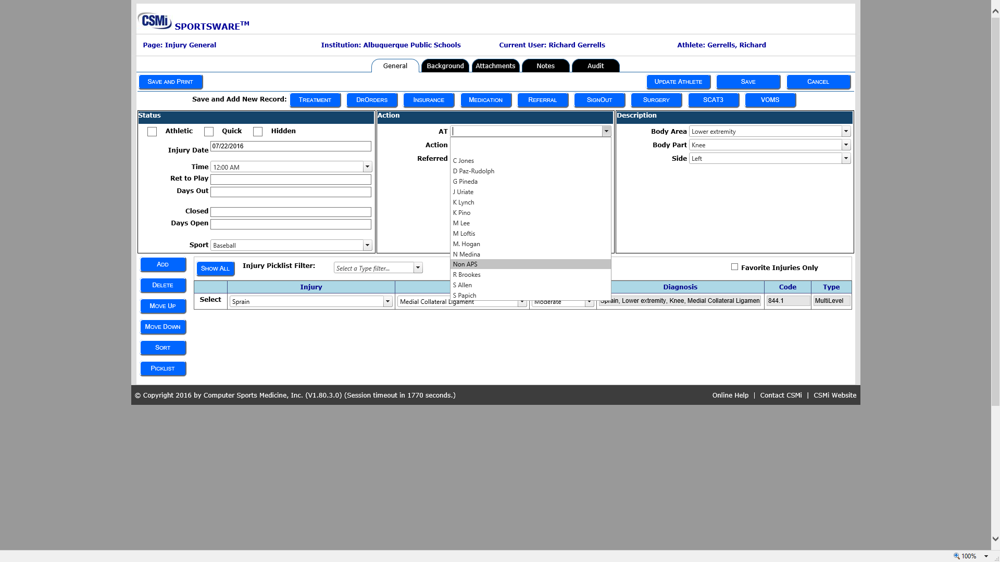 CSMi SPORTSWARE™
Page: Injury General Institution: Albuquerque Public Schools Current User: Richard Gerrells Athlete: Gerrells, Richard
General Background Attachments Notes Audit
SAVE AND PRINT UPDATE ATHLETE SAVE CANCEL
Save and Add New Record: TREATMENT DRORDERS INSURANCE MEDICATION REFERRAL SIGNOUT SURGERY SCAT3 VOMS
Status
Athletic Quick Hidden
Injury Date 07/22/2016
Time 12:00 AM
Ret to Play
Days Out
Closed
Days Open
Sport Baseball
Action
AT
Action
Referred
C Jones
D Paz-Rudolph
G Pineda
J Uriate
K Lynch
K Pino
M Lee
M Loftis
M. Hogan
N Medina
Non APS
R Brookes
S Allen
S Papich
Description
Body Area Lower extremity
Body Part Knee
Side Left
ADD
DELETE
MOVE UP
MOVE DOWN
SORT
PICKLIST
SHOW ALL Injury Picklist Filter: Select a Type filter... Favorite Injuries Only
Injury Diagnosis Code Type
Select Sprain Medial Collateral Ligament Moderate Sprain, Lower extremity, Knee, Medial Collateral Ligamen 844.1 MultiLevel
© Copyright 2016 by Computer Sports Medicine, Inc. (V1.80.3.0) (Session timeout in 1770 seconds.) Online Help | Contact CSMi | CSMi Website
100%